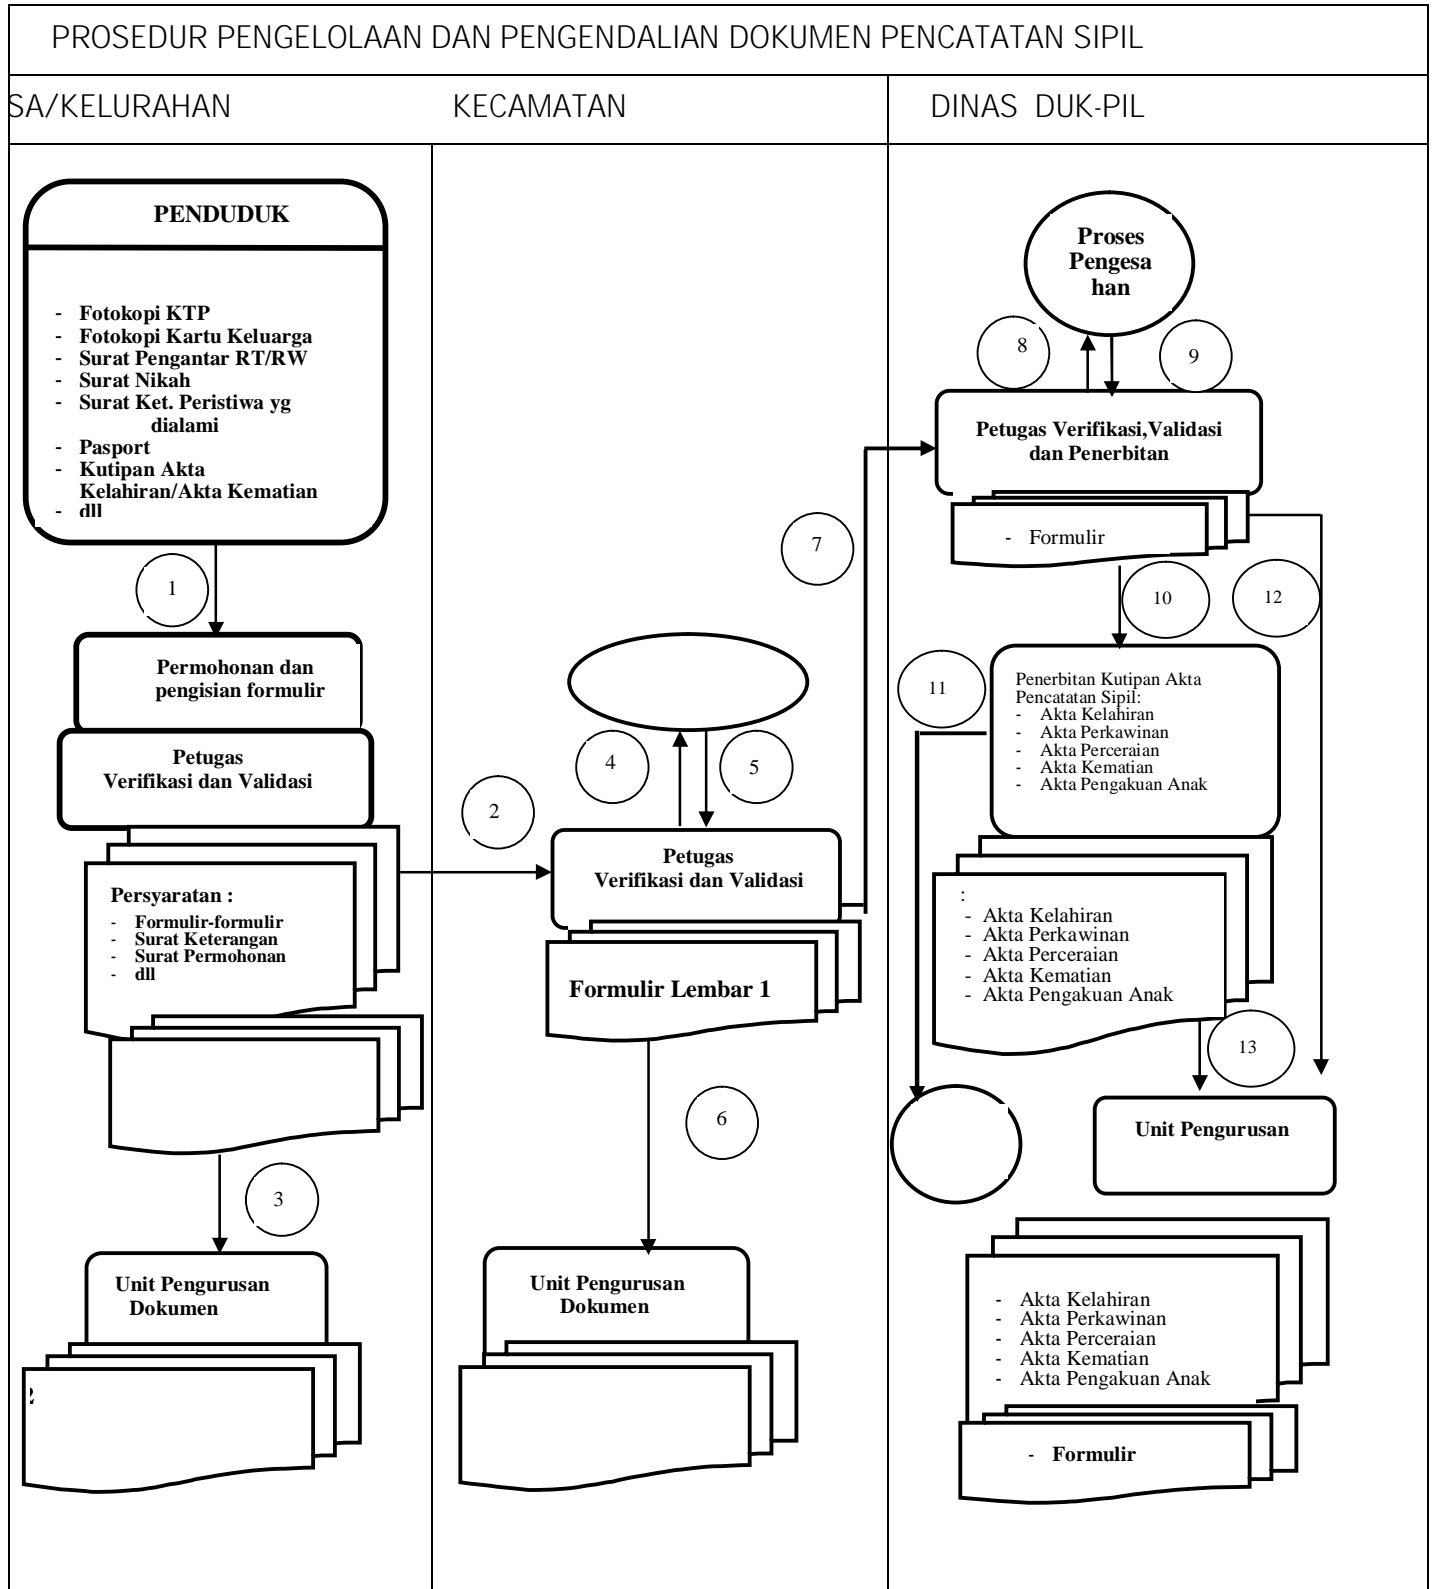 PROSEDUR PENGELOLAAN DAN PENGENDALIAN DOKUMEN PENCATATAN SIPIL
SA/KELURAHAN
KECAMATAN
DINAS DUK-PIL
PENDUDUK
- Fotokopi KTP
- Fotokopi Kartu Keluarga
- Surat Pengantar RT/RW
- Surat Nikah
- Surat Ket. Peristiwa yg
dialami
- Pasport
- Kutipan Akta
Kelahiran/Akta Kematian
- dll
1
Permohonan dan
pengisian formulir
Petugas
Verifikasi dan Validasi
Persyaratan :
- Formulir-formulir
- Surat Keterangan
- Surat Permohonan
- dll
3
Unit Pengurusan
Dokumen
2
2
4
5
Petugas
Verifikasi dan Validasi
Formulir Lembar 1
6
Unit Pengurusan
Dokumen
7
Proses
Pengesa
han
8
9
Petugas Verifikasi,Validasi
dan Penerbitan
- Formulir
10
12
11
Penerbitan Kutipan Akta
Pencatatan Sipil:
- Akta Kelahiran
- Akta Perkawinan
- Akta Perceraian
- Akta Kematian
- Akta Pengakuan Anak
:
- Akta Kelahiran
- Akta Perkawinan
- Akta Perceraian
- Akta Kematian
- Akta Pengakuan Anak
13
Unit Pengurusan
- Akta Kelahiran
- Akta Perkawinan
- Akta Perceraian
- Akta Kematian
- Akta Pengakuan Anak
- Formulir